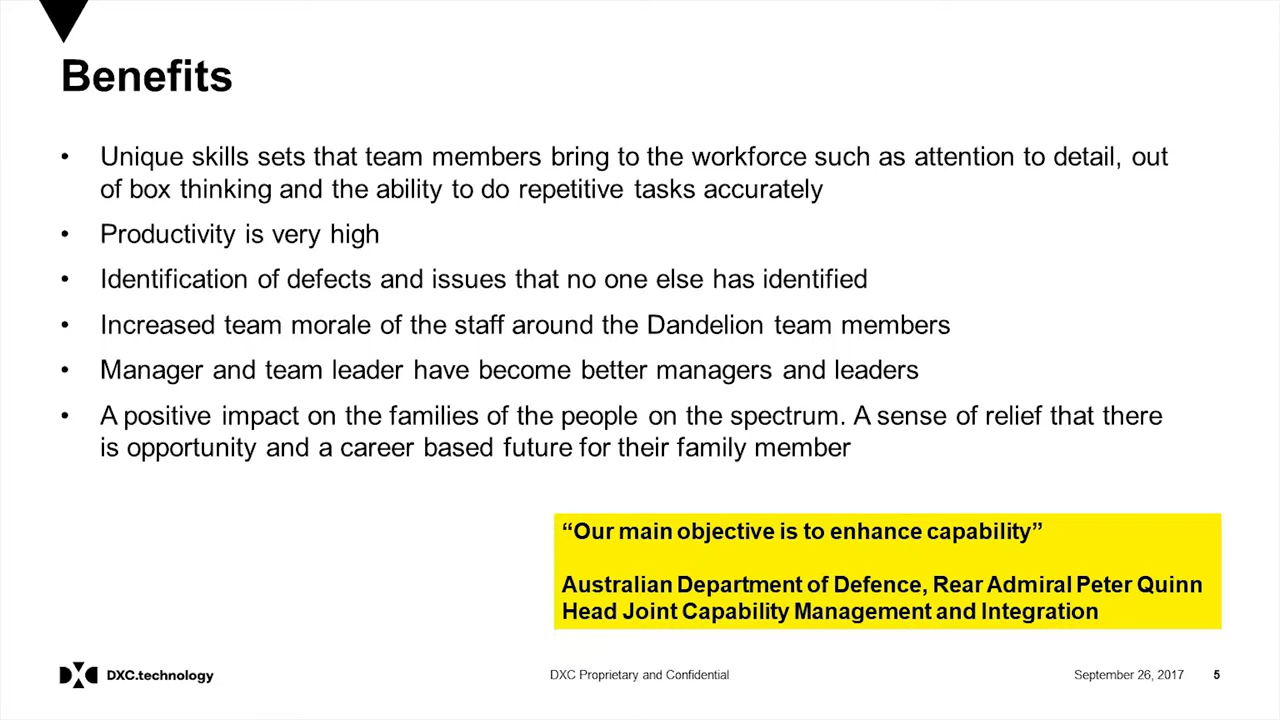 Benefits
• Unique skills sets that team members bring to the workforce such as attention to detail, out
of box thinking and the ability to do repetitive tasks accurately
• Productivity is very high
• Identification of defects and issues that no one else has identified
• Increased team morale of the staff around the Dandelion team members
• Manager and team leader have become better managers and leaders
• A positive impact on the families of the people on the spectrum. A sense of relief that there
is opportunity and a career based future for their family member
“Our main objective is to enhance capability”
Australian Department of Defence, Rear Admiral Peter Quinn
Head Joint Capability Management and Integration
DXC.technology
DXC Proprietary and Confidential
September 26, 2017 5